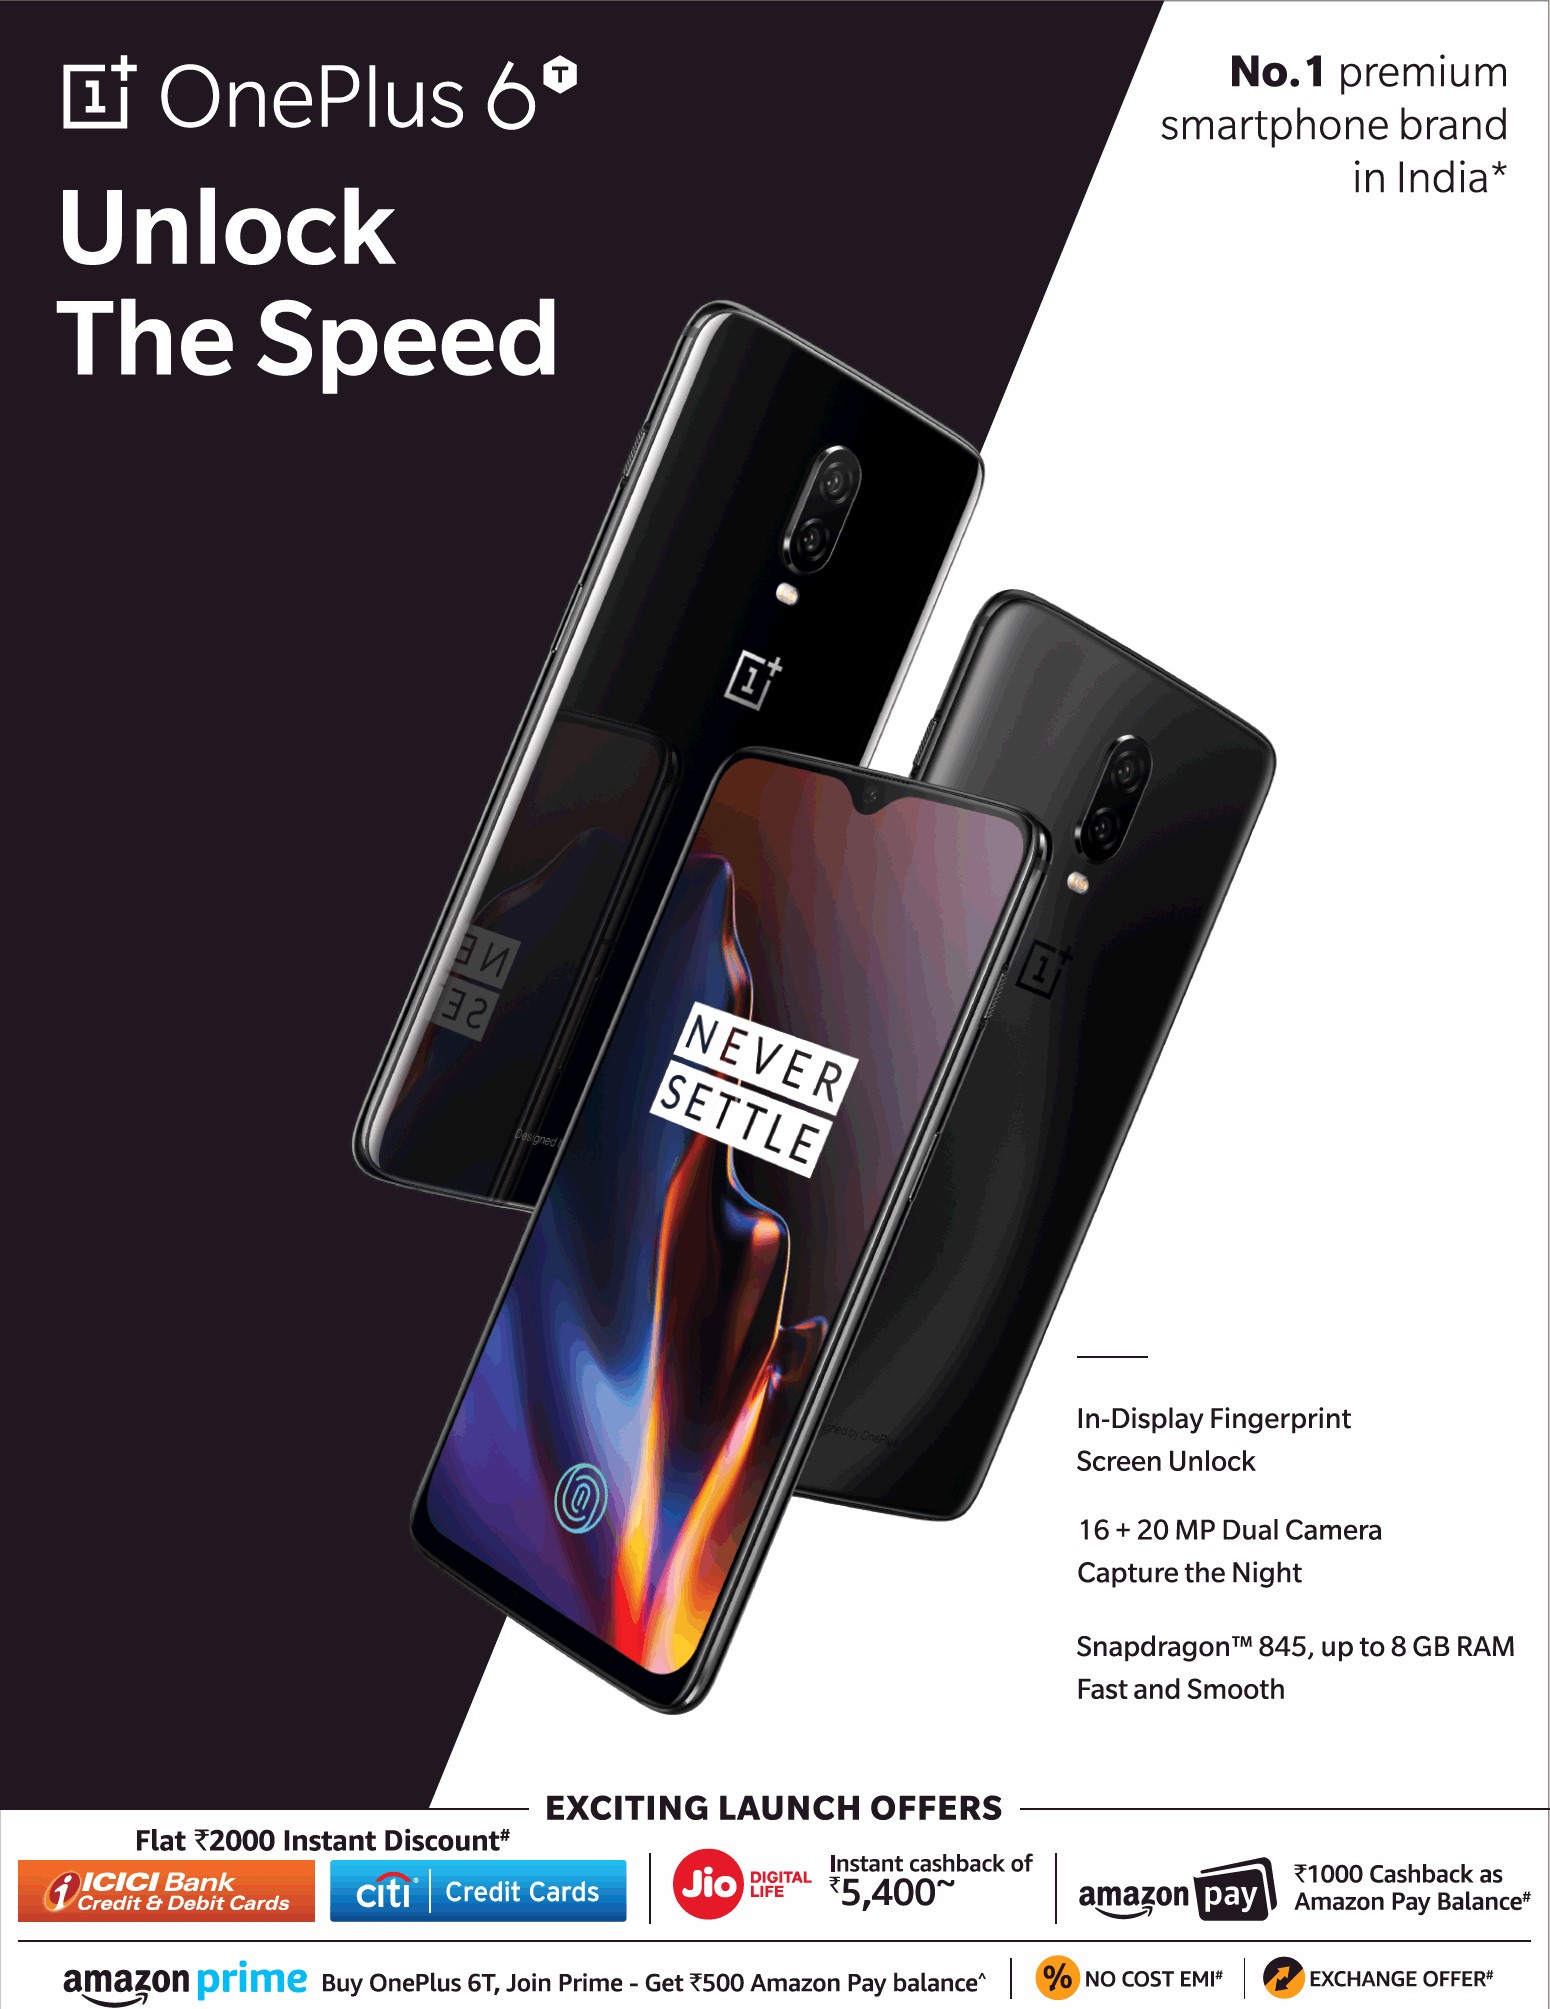 OnePlus 6T
Unlock
The Speed
No.1 premium
smartphone brand
in India*
NEVER
SETTLE
In-Display Fingerprint
Screen Unlock
16 + 20 MP Dual Camera
Capture the Night
Snapdragon™ 845, up to 8 GB RAM
Fast and Smooth
EXCITING LAUNCH OFFERS
Flat ₹2000 Instant Discount#
ICICI Bank
Credit & Debit Cards
citi Credit Cards
Jio DIGITAL
LIFE
Instant cashback of
₹5,400~
amazon pay
₹1000 Cashback as
Amazon Pay Balance#
amazon prime Buy OnePlus 6T, Join Prime - Get ₹500 Amazon Pay balance^
% NO COST EMI#
EXCHANGE OFFER#